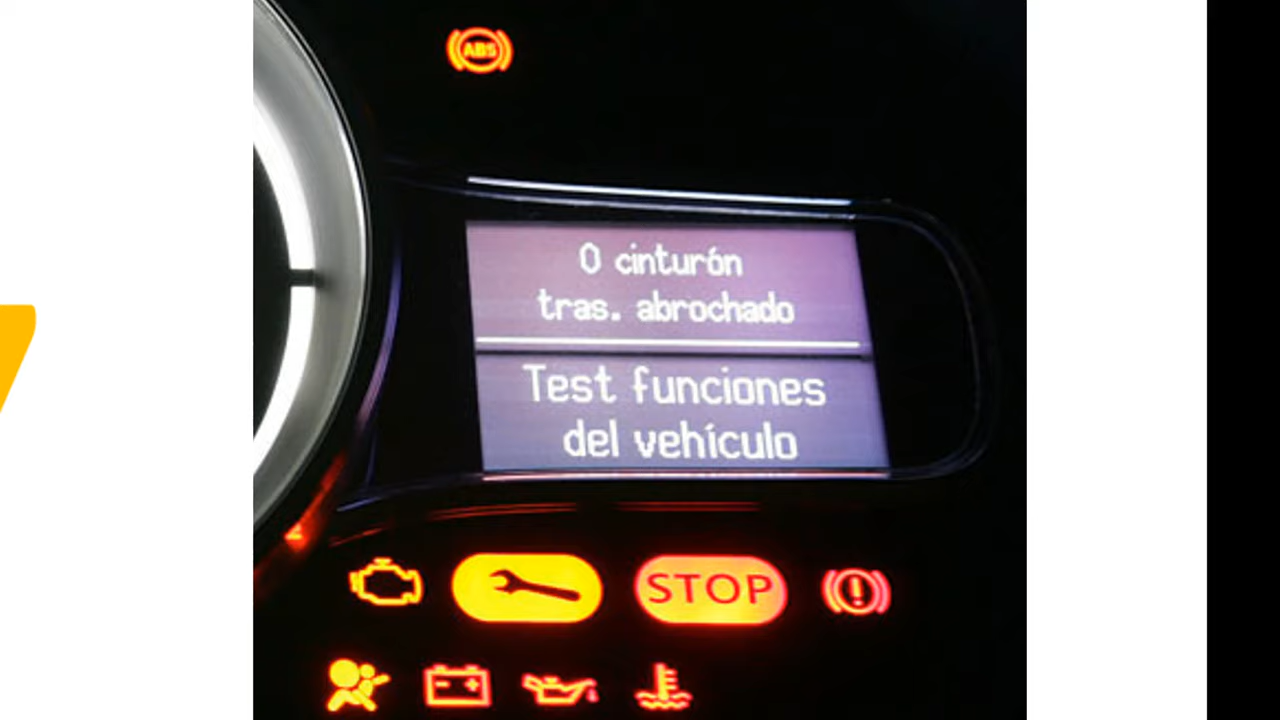 ABS
0 cinturón
tras. abrochado
Test funciones
del vehículo
STOP